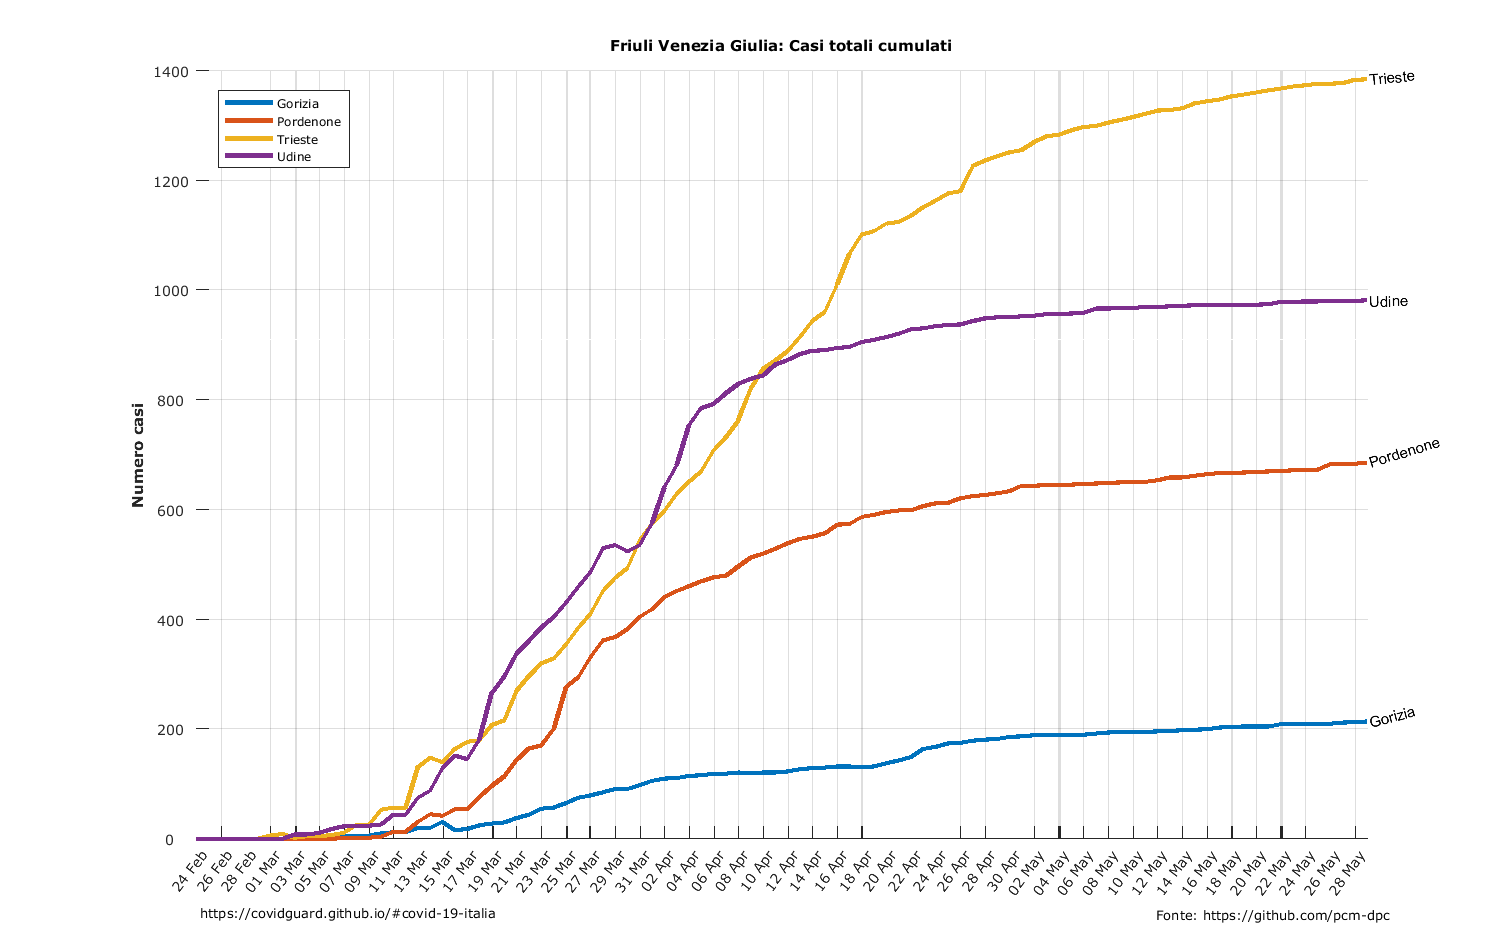 Friuli Venezia Giulia: Casi totali cumulati
1400
1200
1000
800
600
400
200
0
Numero casi
Gorizia
Pordenone
Trieste
Udine
Trieste
Udine
Pordenone
Gorizia
24 Feb
26 Feb
28 Feb
01 Mar
03 Mar
05 Mar
07 Mar
09 Mar
11 Mar
13 Mar
15 Mar
17 Mar
19 Mar
21 Mar
23 Mar
25 Mar
27 Mar
29 Mar
31 Mar
02 Apr
04 Apr
06 Apr
08 Apr
10 Apr
12 Apr
14 Apr
16 Apr
18 Apr
20 Apr
22 Apr
24 Apr
26 Apr
28 Apr
30 Apr
02 May
04 May
06 May
08 May
10 May
12 May
14 May
16 May
18 May
20 May
22 May
24 May
26 May
28 May
https://covidguard.github.io/#covid-19-italia
Fonte: https://github.com/pcm-dpc